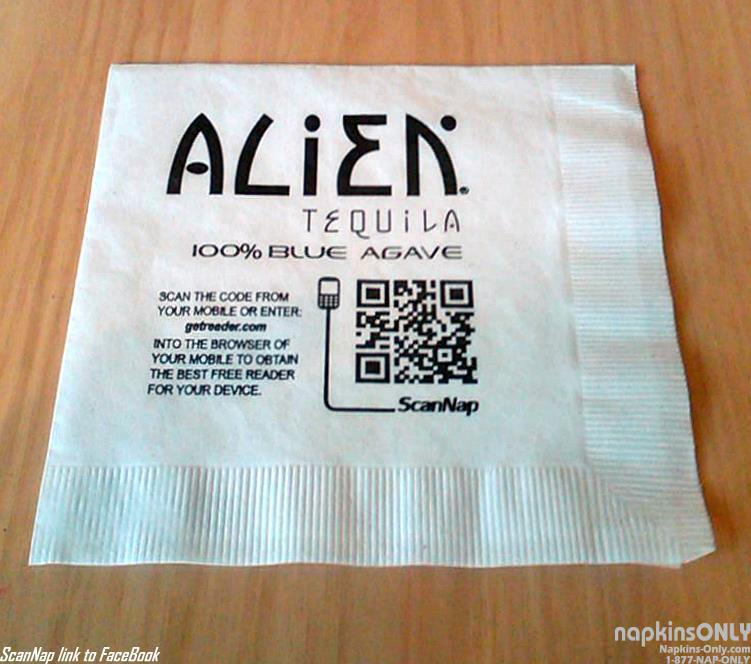 ALiEN®
TEQUiLA
100% BLUE AGAVE
SCAN THE CODE FROM
YOUR MOBILE OR ENTER:
getreader.com
INTO THE BROWSER OF
YOUR MOBILE TO OBTAIN
THE BEST FREE READER
FOR YOUR DEVICE.
ScanNap
ScanNap link to FaceBook
napkinsONLY
Napkins-Only.com
1-877-NAP-ONLY